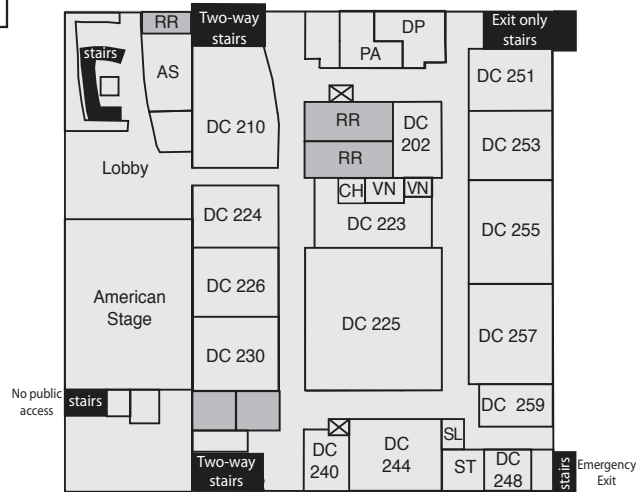 RR
Two-way
stairs
DP
PA
Exit only
stairs
stairs
AS
DC 251
DC 210
RR
DC
202
DC 253
RR
Lobby
CH
VN
VN
DC 224
DC 223
DC 255
DC 226
American
Stage
DC 225
DC 257
DC 230
No public
access
stairs
DC 259
SL
DC
240
DC
244
Two-way
stairs
ST
DC
248
stairs
Emergency
Exit